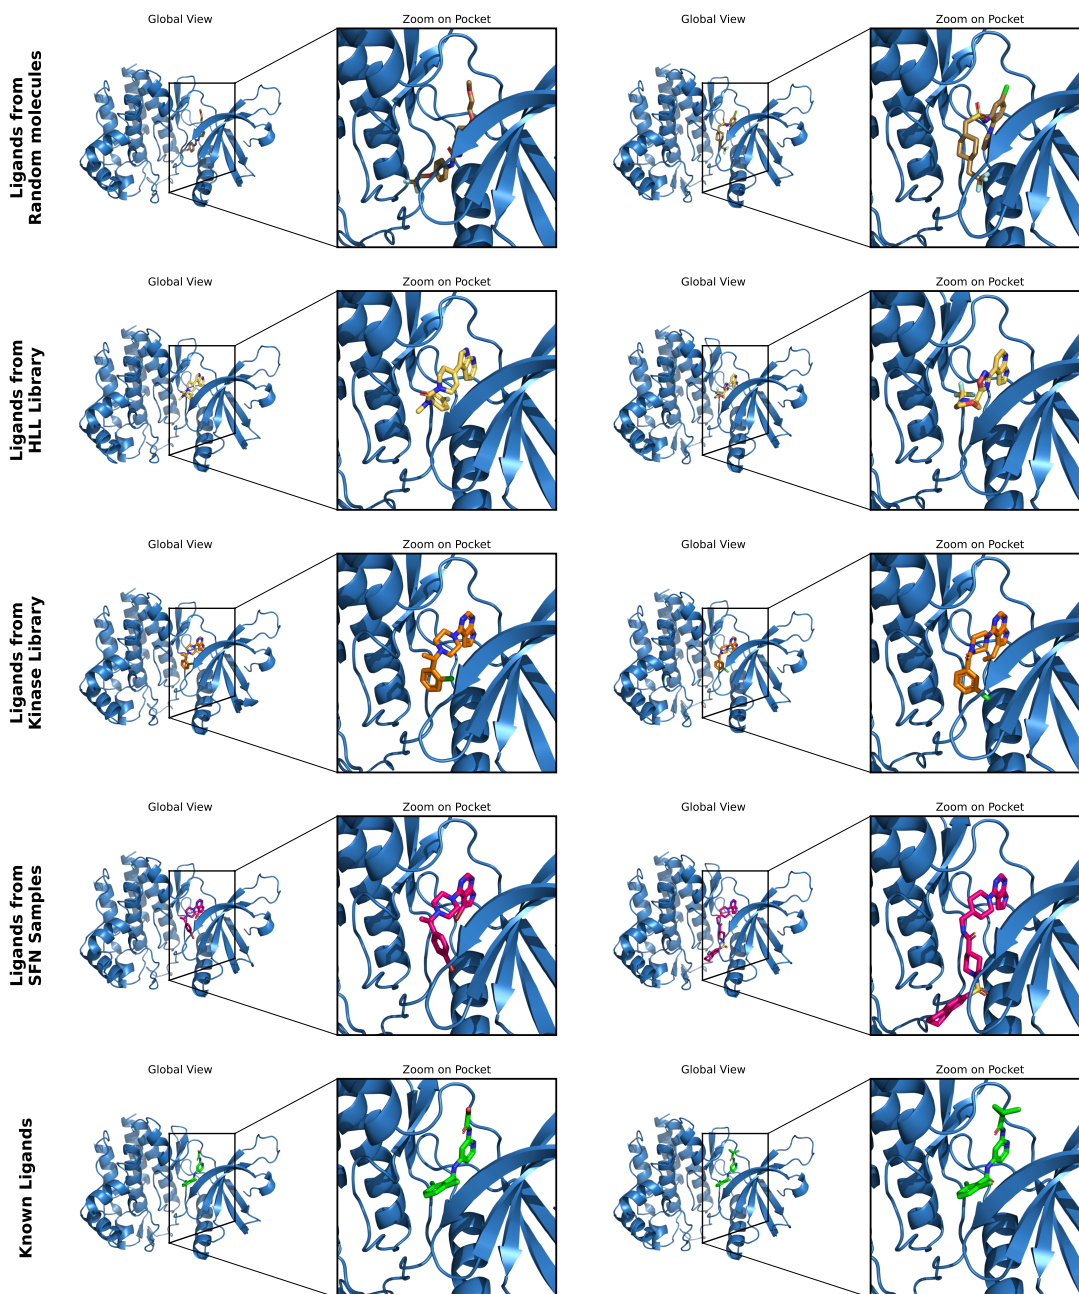 Global View
Zoom on Pocket
Global View
Zoom on Pocket
Ligands from
Random molecules
Global View
Zoom on Pocket
Global View
Zoom on Pocket
Ligands from
HLL Library
Global View
Zoom on Pocket
Global View
Zoom on Pocket
Ligands from
Kinase Library
Global View
Zoom on Pocket
Global View
Zoom on Pocket
Ligands from
SFN Samples
Global View
Zoom on Pocket
Global View
Zoom on Pocket
Known Ligands